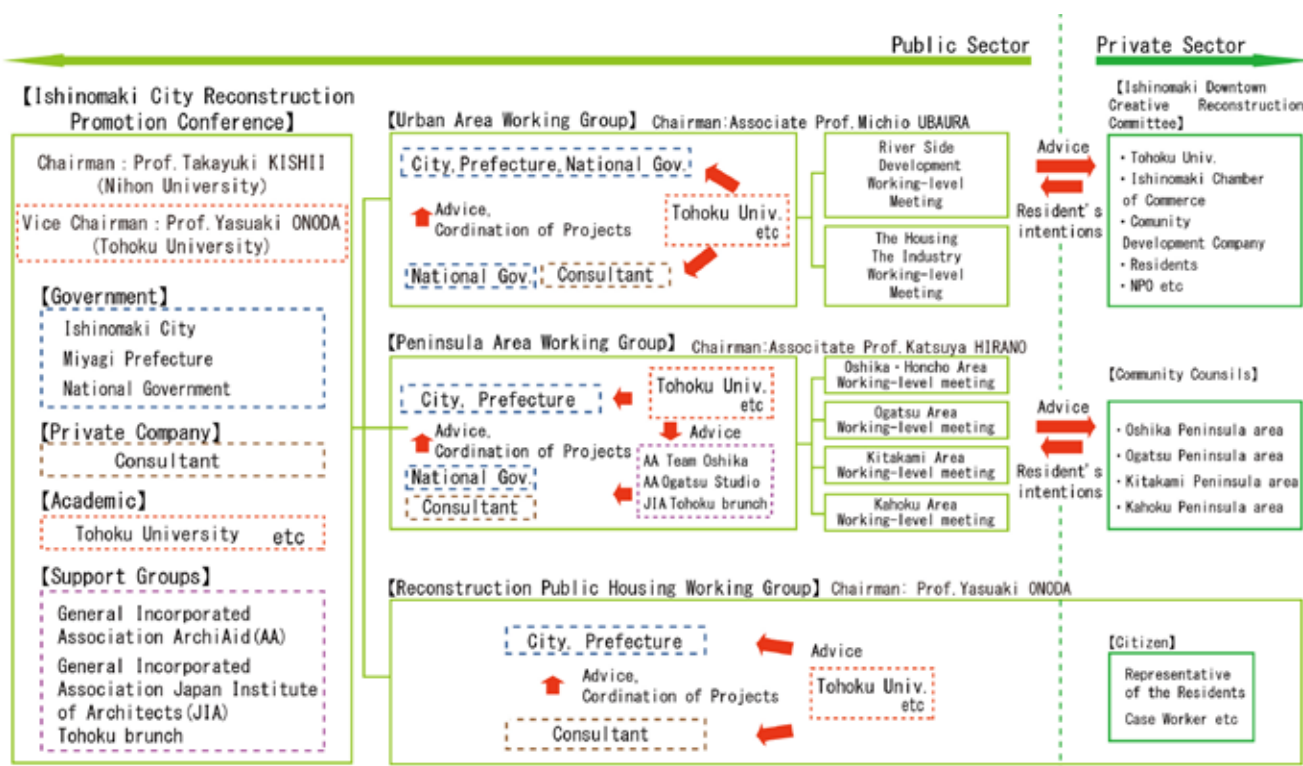 Public Sector
Private Sector
【Ishinomaki City Reconstruction
Promotion Conference】
Chairman：Prof.Takayuki KISHII
(Nihon University)
Vice Chairman：Prof.Yasuaki ONODA
(Tohoku University)
【Government】
Ishinomaki City
Miyagi Prefecture
National Government
【Private Company】
Consultant
【Academic】
Tohoku University etc
【Support Groups】
General Incorporated
Association ArchiAid(AA)
General Incorporated
Association Japan Institute
of Architects(JIA)
Tohoku brunch
【Urban Area Working Group】 Chairman:Associate Prof.Michio UBAURA
City,Prefecture,National Gov.
Advice,
Cordination of Projects
Tohoku Univ.
etc
National Gov.
Consultant
River Side
Development
Working-level
Meeting
The Housing
The Industry
Working-level
Meeting
Advice
Resident's
intentions
【Ishinomaki Downtown
Creative Reconstruction
Committee】
・Tohoku Univ.
・Ishinomaki Chamber
of Commerce
・Comunity
Development Company
・Residents
・NPO etc
【Peninsula Area Working Group】 Chairman:Associtate Prof.Katsuya HIRANO
City, Prefecture
Tohoku Univ.
etc
Advice
Advice,
Cordination of Projects
National Gov.
Consultant
AA Team Oshika
AA Ogatsu Studio
JIA Tohoku brunch
Oshika・Honcho Area
Working-level meeting
Ogatsu Area
Working-level meeting
Kitakami Area
Working-level meeting
Kahoku Area
Working-level meeting
Advice
Resident's
intentions
【Community Counsils】
・Oshika Peninsula area
・Ogatsu Peninsula area
・Kitakami Peninsula area
・Kahoku Peninsula area
【Reconstruction Public Housing Working Group】 Chairman: Prof.Yasuaki ONODA
City, Prefecture
Advice
Advice,
Cordination of Projects
Tohoku Univ.
etc
Consultant
【Citizen】
Representative
of the Residents
Case Worker etc